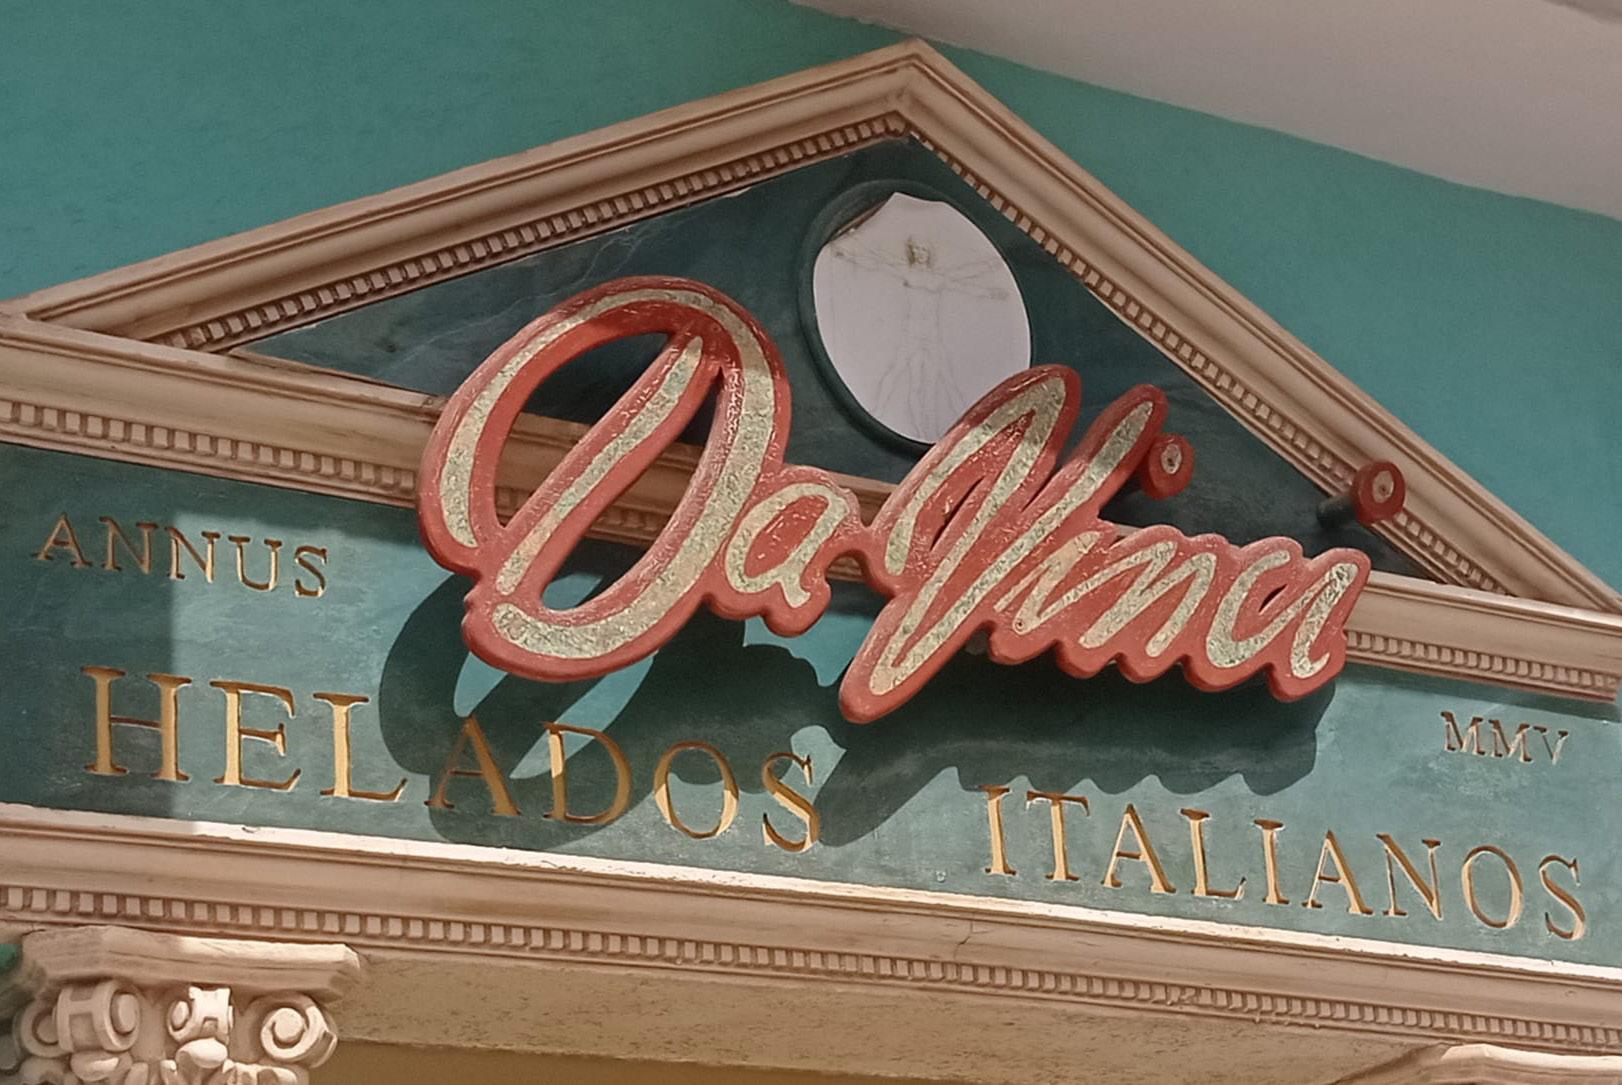 Da Vinci
ANNUS
MMV
HELADOS ITALIANOS